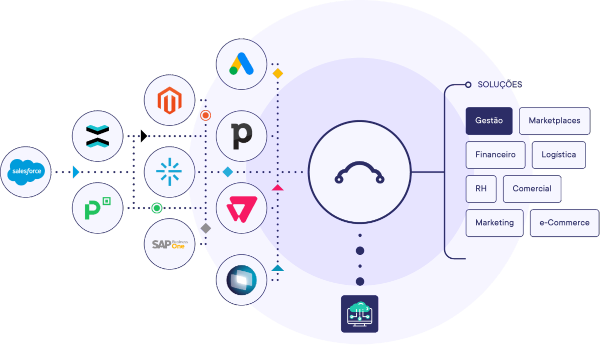 SOLUÇÕES
Gestão Marketplaces
Financeiro Logística
salesforce
RH Comercial
SAP Business One
Marketing e-Commerce